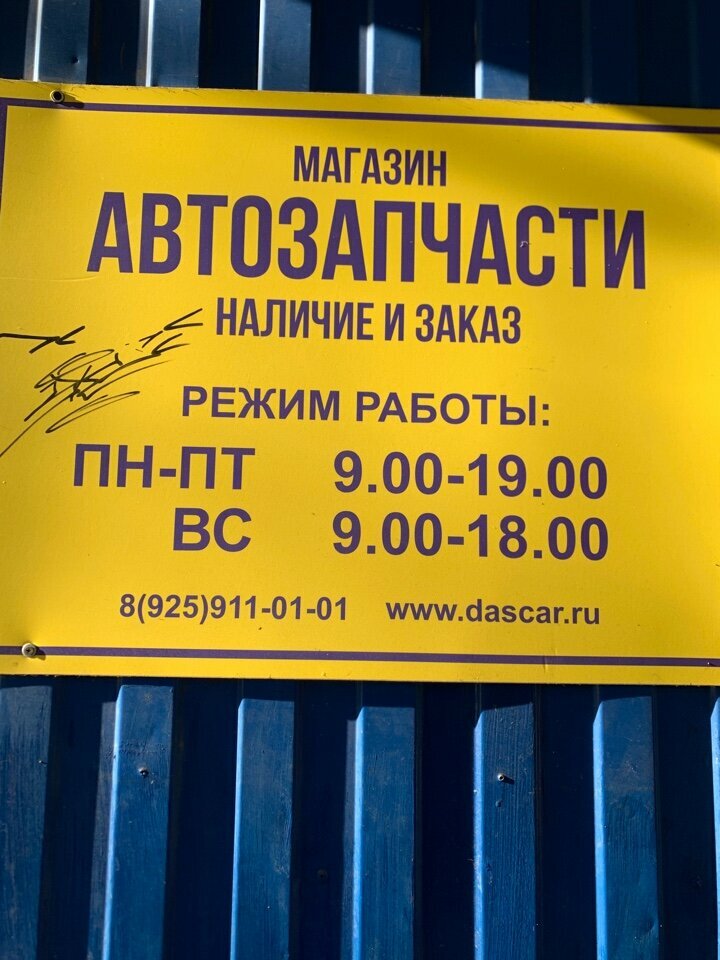 МАГАЗИН
АВТОЗАПЧАСТИ
НАЛИЧИЕ И ЗАКАЗ
РЕЖИМ РАБОТЫ:
ПН-ПТ 9.00-19.00
ВС 9.00-18.00
8(925)911-01-01 www.dascar.ru